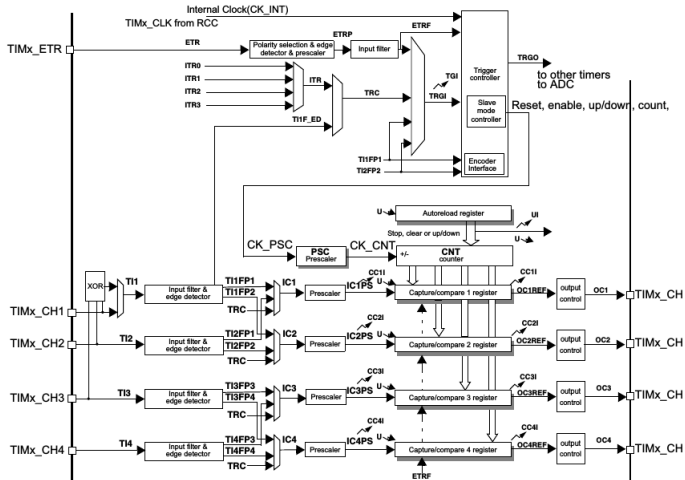 Internal Clock(CK_INT)
TIMx_CLK from RCC
TIMx_ETR
ETR
Polarity selection & edge
detector & prescaler
ETRP
Input filter
ETRF
Trigger
controller
TRGO
to other timers
to ADC
ITR0
ITR1
ITR2
ITR3
ITR
TRC
TI1F_ED
TGI
TRGI
Slave
mode
controller
Reset, enable, up/down, count,
TI1FP1
TI2FP2
Encoder
Interface
U
Autoreload register
UI
Stop, clear or up/down
U
CK_PSC
PSC
Prescaler
CK_CNT
+/-
CNT
counter
XOR
TI1
Input filter &
edge detector
TI1FP1
TI1FP2
TRC
IC1
Prescaler
IC1PS
CC1I
U
Capture/compare 1 register
CC1I
OC1REF
output
control
OC1
TIMx_CH1
TIMx_CH
TIMx_CH2
TI2
Input filter &
edge detector
TI2FP1
TI2FP2
TRC
IC2
Prescaler
IC2PS
CC2I
U
Capture/compare 2 register
CC2I
OC2REF
output
control
OC2
TIMx_CH
TIMx_CH3
TI3
Input filter &
edge detector
TI3FP3
TI3FP4
TRC
IC3
Prescaler
IC3PS
CC3I
U
Capture/compare 3 register
CC3I
OC3REF
output
control
OC3
TIMx_CH
TIMx_CH4
TI4
Input filter &
edge detector
TI4FP3
TI4FP4
TRC
IC4
Prescaler
IC4PS
CC4I
U
Capture/compare 4 register
CC4I
OC4REF
output
control
OC4
TIMx_CH
ETRF